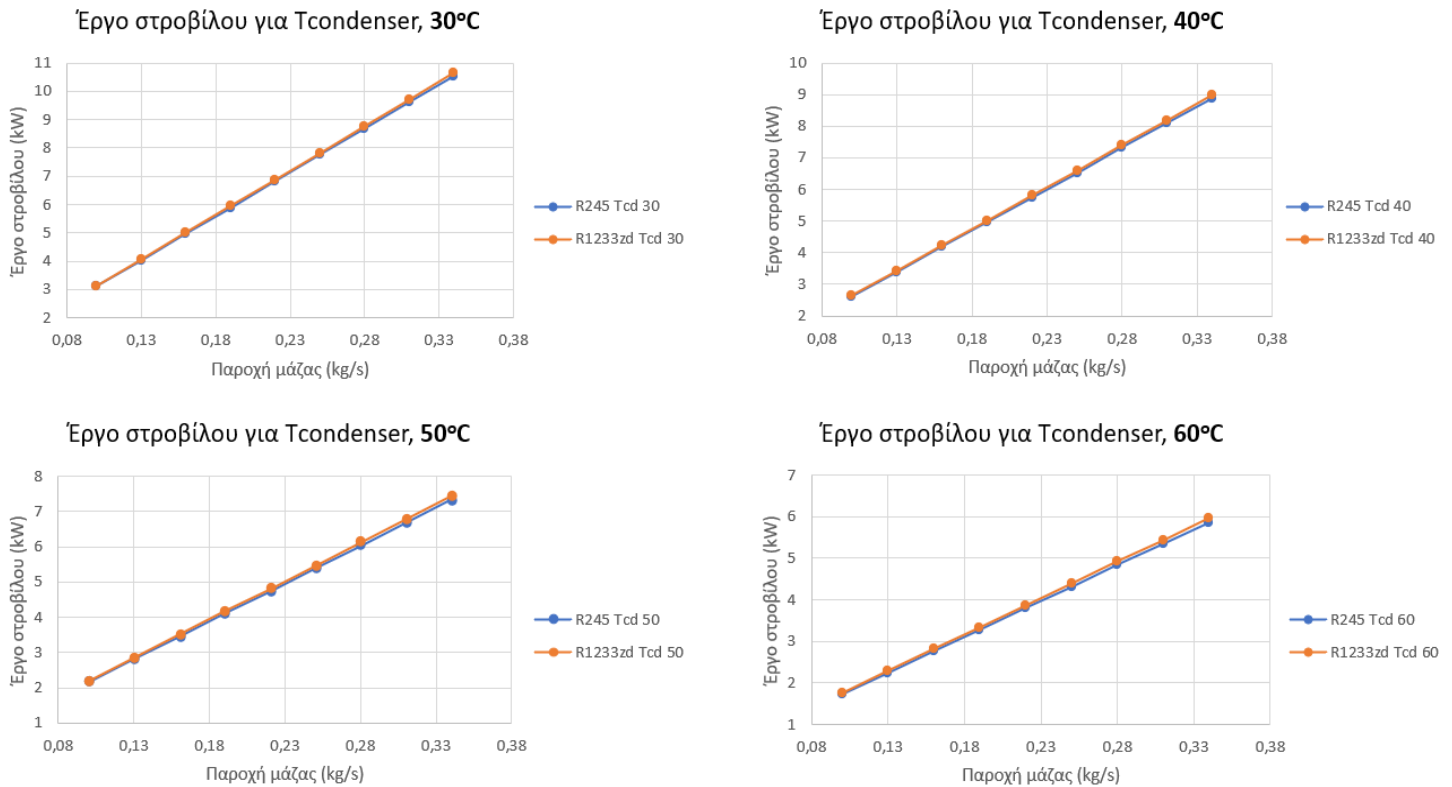 Έργο στροβίλου για Tcondenser, 30°C
11
10
9
8
7
6
5
4
3
2
Έργο στροβίλου (kW)
0,08 0,13 0,18 0,23 0,28 0,33 0,38
Παροχή μάζας (kg/s)
R245 Tcd 30
R1233zd Tcd 30
Έργο στροβίλου για Tcondenser, 40°C
10
9
8
7
6
5
4
3
2
Έργο στροβίλου (kW)
0,08 0,13 0,18 0,23 0,28 0,33 0,38
Παροχή μάζας (kg/s)
R245 Tcd 40
R1233zd Tcd 40
Έργο στροβίλου για Tcondenser, 50°C
8
7
6
5
4
3
2
1
Έργο στροβίλου (kW)
0,08 0,13 0,18 0,23 0,28 0,33 0,38
Παροχή μάζας (kg/s)
R245 Tcd 50
R1233zd Tcd 50
Έργο στροβίλου για Tcondenser, 60°C
7
6
5
4
3
2
1
Έργο στροβίλου (kW)
0,08 0,13 0,18 0,23 0,28 0,33 0,38
Παροχή μάζας (kg/s)
R245 Tcd 60
R1233zd Tcd 60